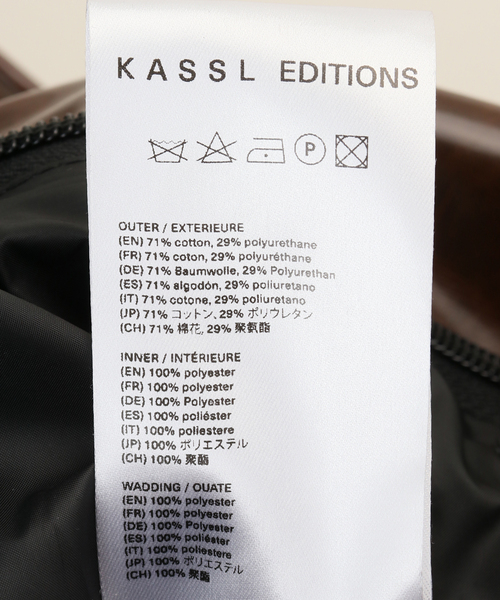 KASSL EDITIONS
P
OUTER / EXTERIEURE
(EN) 71% cotton, 29% polyurethane
(FR) 71% coton, 29% polyuréthane
(DE) 71% Baumwolle, 29% Polyurethan
(ES) 71% algodón, 29% poliuretano
(IT) 71% cotone, 29% poliuretano
(JP) 71% コットン, 29% ポリウレタン
(CH) 71% 棉花, 29% 聚氨酯
INNER / INTÉRIEURE
(EN) 100% polyester
(FR) 100% polyester
(DE) 100% Polyester
(ES) 100% poliéster
(IT) 100% poliestere
(JP) 100% ポリエステル
(CH) 100% 聚酯
WADDING / OUATE
(EN) 100% polyester
(FR) 100% polyester
(DE) 100% Polyester
(ES) 100% poliéster
(IT) 100% poliestere
(JP) 100% ポリエステル
(CH) 100% 聚酯